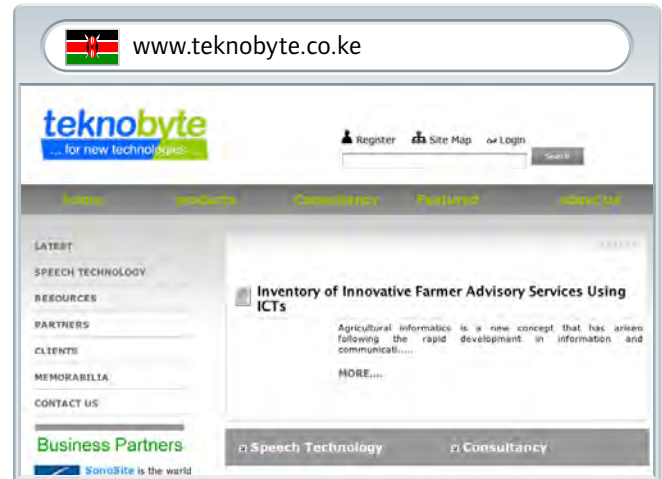 www.teknobyte.co.ke
teknobyte
... for new technologies ...
Register Site Map Login
Search
home products Consultancy Featured about us
LATEST
SPEECH TECHNOLOGY
RESOURCES
PARTNERS
CLIENTS
MEMORABILIA
CONTACT US
Inventory of Innovative Farmer Advisory Services Using
ICTs
Agricultural informatics is a new concept that has arisen
following the rapid development in information and
communicati.....
MORE....
Business Partners
SonoSite is the world
Speech Technology Consultancy